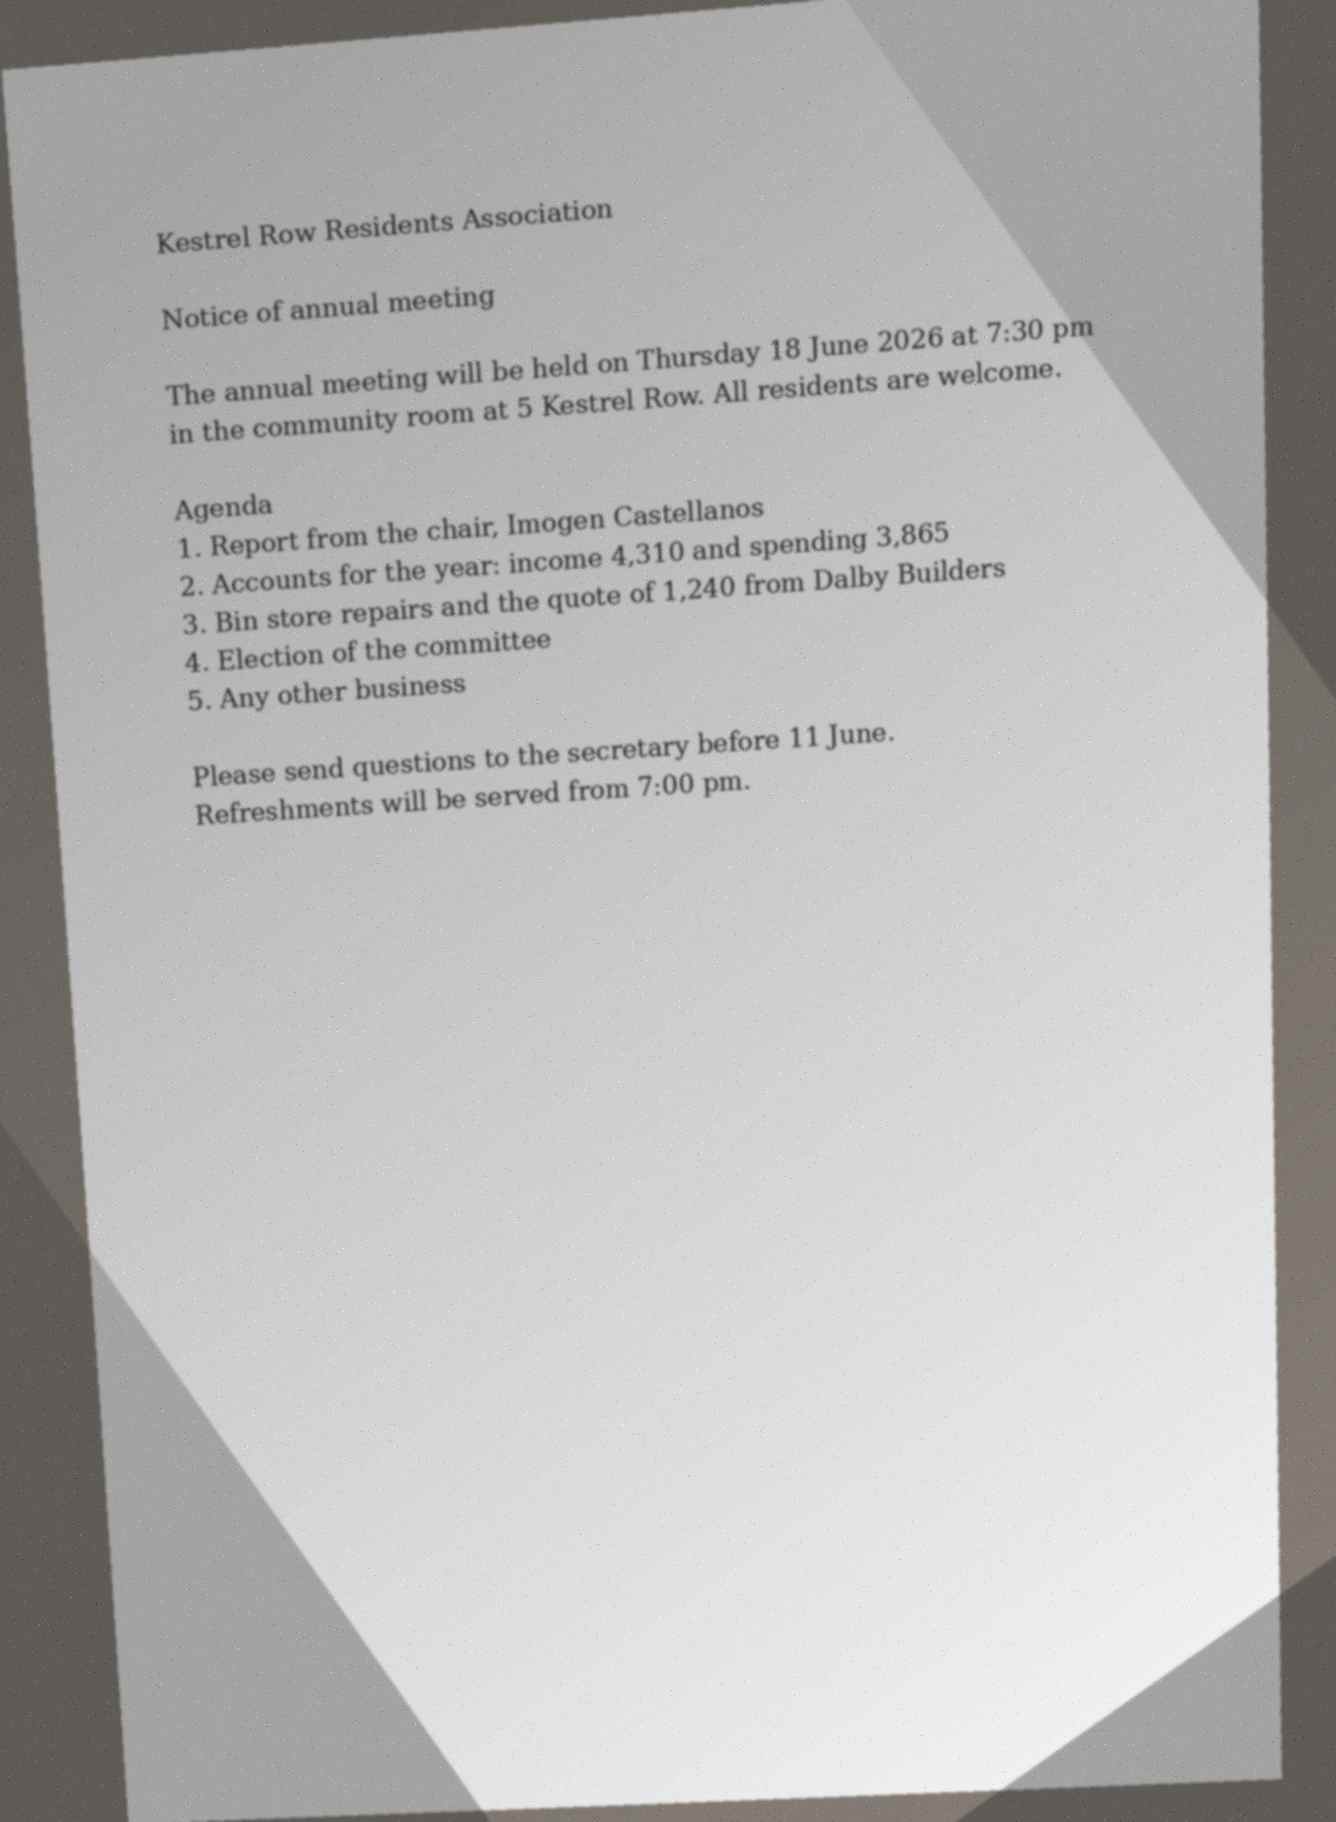 Kestrel Row Residents Association
Notice of annual meeting
The annual meeting will be held on Thursday 18 June 2026 at 7:30 pm
in the community room at 5 Kestrel Row. All residents are welcome.
Agenda
1. Report from the chair, Imogen Castellanos
2. Accounts for the year: income 4,310 and spending 3,865
3. Bin store repairs and the quote of 1,240 from Dalby Builders
4. Election of the committee
5. Any other business
Please send questions to the secretary before 11 June.
Refreshments will be served from 7:00 pm.